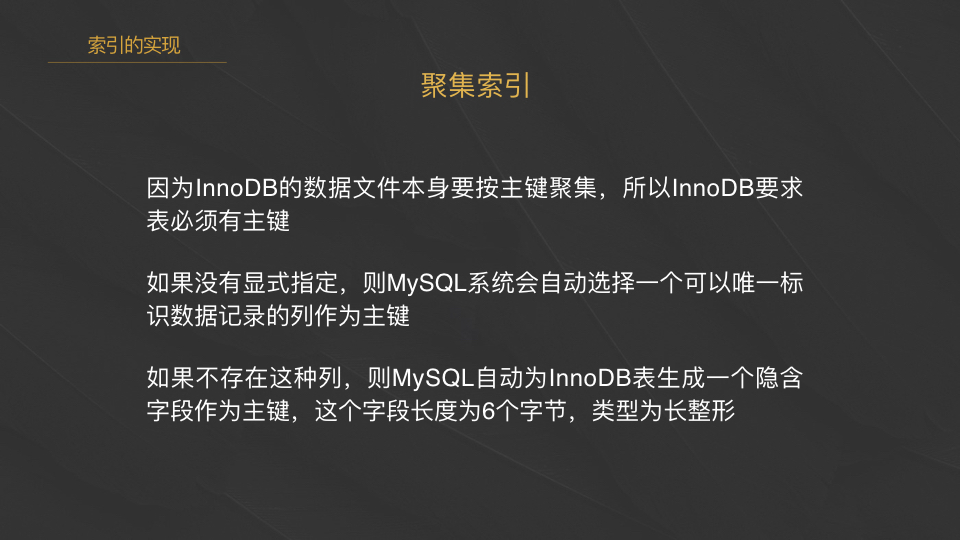 索引的实现
聚集索引
因为InnoDB的数据文件本身要按主键聚集，所以InnoDB要求
表必须有主键
如果没有显式指定，则MySQL系统会自动选择一个可以唯一标
识数据记录的列作为主键
如果不存在这种列，则MySQL自动为InnoDB表生成一个隐含
字段作为主键，这个字段长度为6个字节，类型为长整形